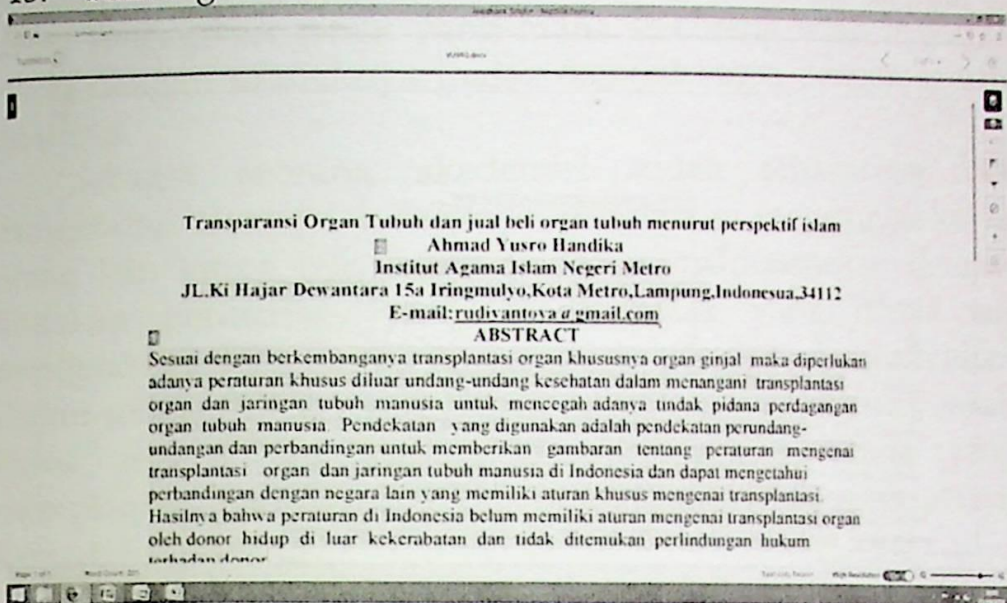 Transparansi Organ Tubuh dan jual beli organ tubuh menurut perspektif islam
Ahmad Yusro Handika
Institut Agama Islam Negeri Metro
JL.Ki Hajar Dewantara 15a Iringmulyo,Kota Metro,Lampung,Indonesua,34112
E-mail:rudiyantoya@gmail.com
ABSTRACT
Sesuai dengan berkembanganya transplantasi organ khususnya organ ginjal maka diperlukan
adanya peraturan khusus diluar undang-undang kesehatan dalam menangani transplantasi
organ dan jaringan tubuh manusia untuk mencegah adanya tindak pidana perdagangan
organ tubuh manusia Pendekatan yang digunakan adalah pendekatan perundang-
undangan dan perbandingan untuk memberikan gambaran tentang peraturan mengenai
transplantasi organ dan jaringan tubuh manusia di Indonesia dan dapat mengetahui
perbandingan dengan negara lain yang memiliki aturan khusus mengenai transplantasi.
Hasilnya bahwa peraturan di Indonesia belum memiliki aturan mengenai transplantasi organ
oleh donor hidup di luar kekerabatan dan tidak ditemukan perlindungan hukum
terhadap donor